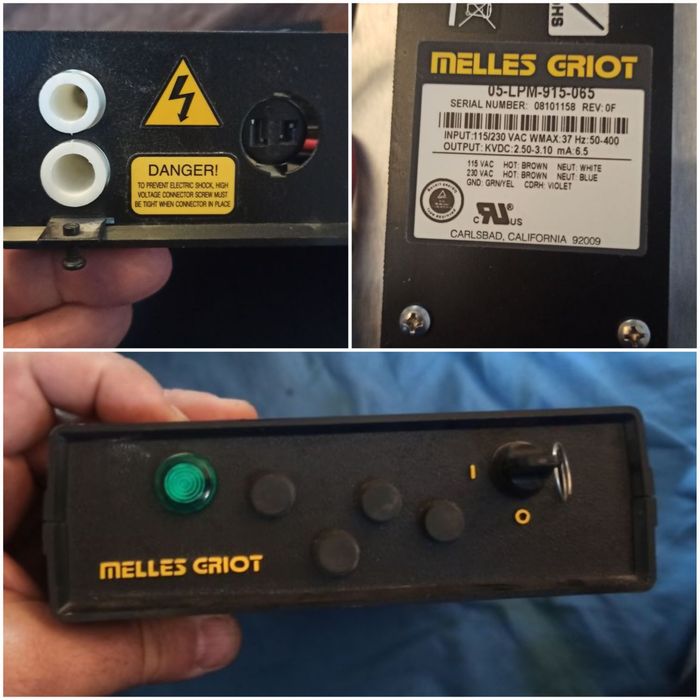 DANGER!
TO PREVENT ELECTRIC SHOCK, HIGH
VOLTAGE CONNECTOR SCREW MUST
BE TIGHT WHEN CONNECTOR IN PLACE
ROHS
MELLES GRIOT
05-LPM-915-065
SERIAL NUMBER: 08101158 REV: 0F
INPUT:115/230 VAC WMAX: 37 Hz: 50-400
OUTPUT: KVDC: 2.50-3.10 mA: 6.5
115 VAC HOT: BROWN NEUT: WHITE
230 VAC HOT: BROWN NEUT: BLUE
GND: GRN/YEL CDRH: VIOLET
C US
CARLSBAD, CALIFORNIA 92009
I
O
MELLES GRIOT